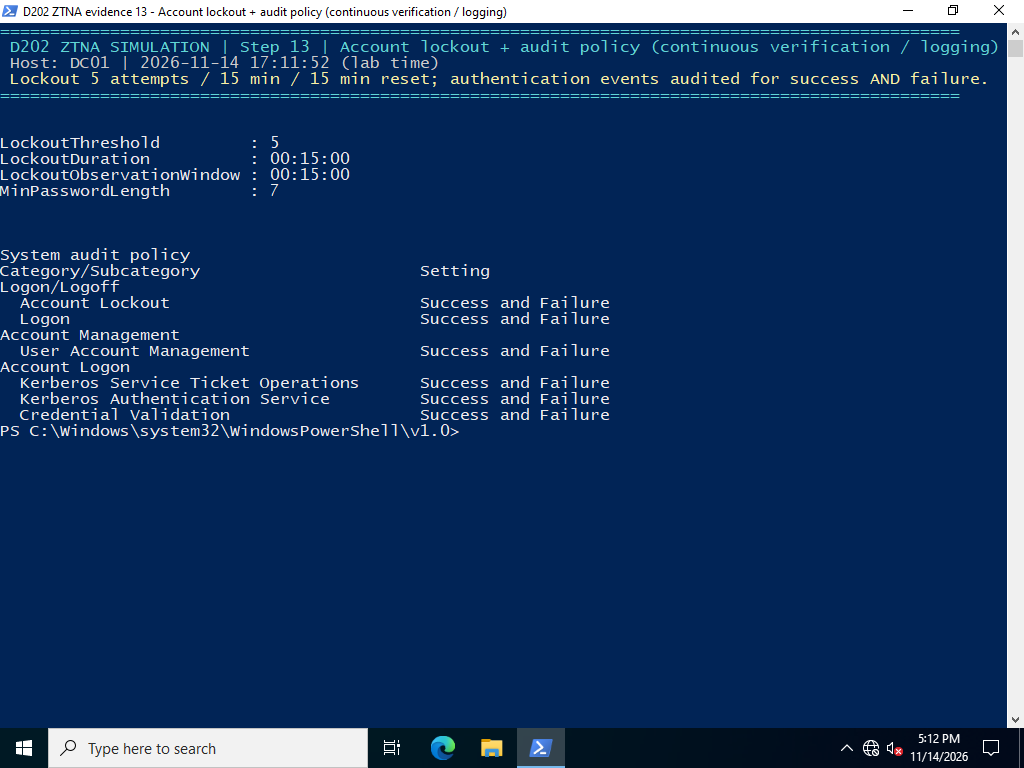 D202 ZTNA evidence 13 - Account lockout + audit policy (continuous verification / logging)
================================================================================================
D202 ZTNA SIMULATION | Step 13 | Account lockout + audit policy (continuous verification / logging)
Host: DC01 | 2026-11-14 17:11:52 (lab time)
Lockout 5 attempts / 15 min / 15 min reset; authentication events audited for success AND failure.
================================================================================================
LockoutThreshold : 5
LockoutDuration : 00:15:00
LockoutObservationWindow : 00:15:00
MinPasswordLength : 7
System audit policy
Category/Subcategory Setting
Logon/Logoff
Account Lockout Success and Failure
Logon Success and Failure
Account Management
User Account Management Success and Failure
Account Logon
Kerberos Service Ticket Operations Success and Failure
Kerberos Authentication Service Success and Failure
Credential Validation Success and Failure
PS C:\Windows\system32\WindowsPowerShell\v1.0>
Type here to search
5:12 PM
11/14/2026